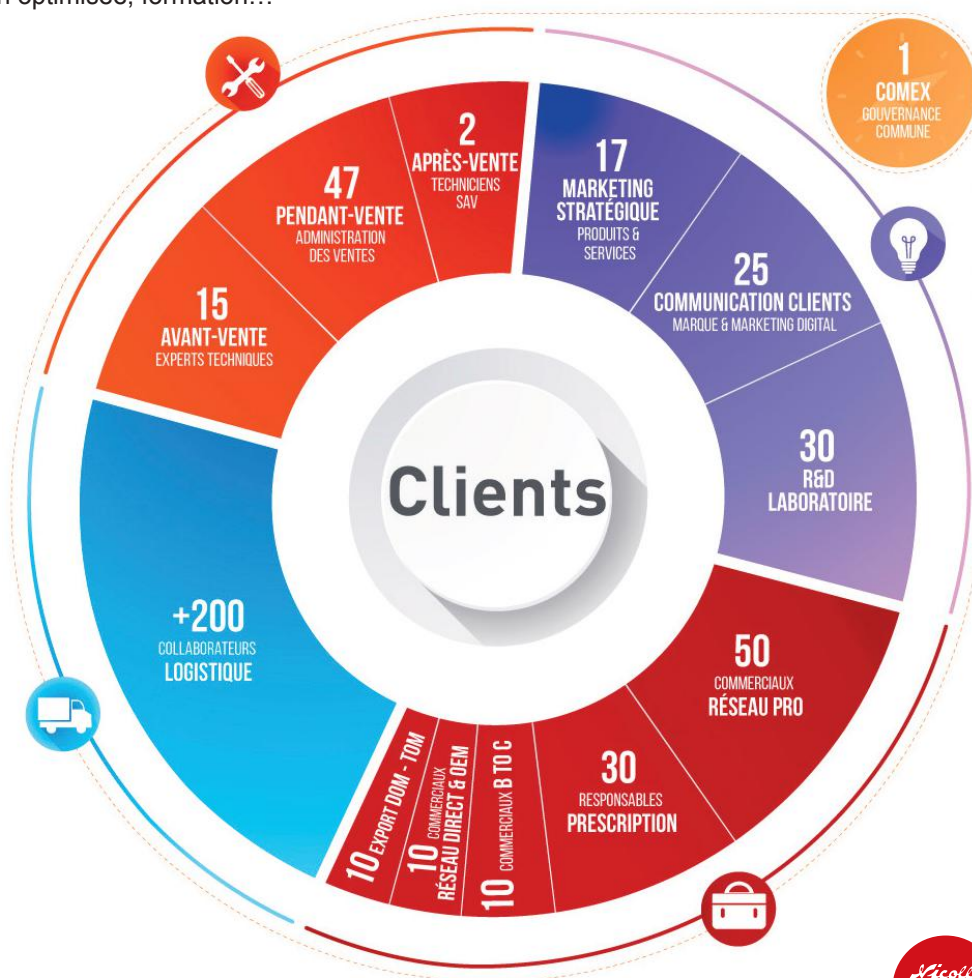 n optimisée, formation…
1
COMEX
GOUVERNANCE
COMMUNE
2
APRÈS-VENTE
TECHNICIENS
SAV
17
MARKETING
STRATÉGIQUE
PRODUITS &
SERVICES
47
PENDANT-VENTE
ADMINISTRATION
DES VENTES
25
COMMUNICATION CLIENTS
MARQUE & MARKETING DIGITAL
15
AVANT-VENTE
EXPERTS TECHNIQUES
30
R&D
LABORATOIRE
Clients
+200
COLLABORATEURS
LOGISTIQUE
50
COMMERCIAUX
RÉSEAU PRO
30
RESPONSABLES
PRESCRIPTION
10 EXPORT DOM - TOM
10 COMMERCIAUX
RÉSEAU DIRECT & OEM
10 COMMERCIAUX B TO C